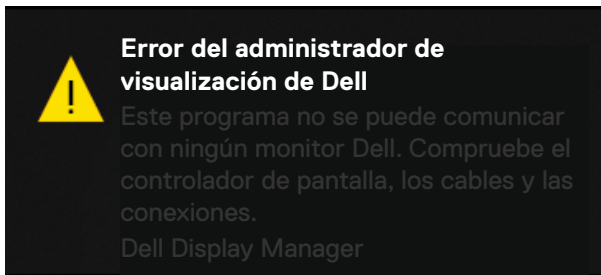 Error del administrador de
visualización de Dell
Este programa no se puede comunicar
con ningún monitor Dell. Compruebe el
controlador de pantalla, los cables y las
conexiones.
Dell Display Manager